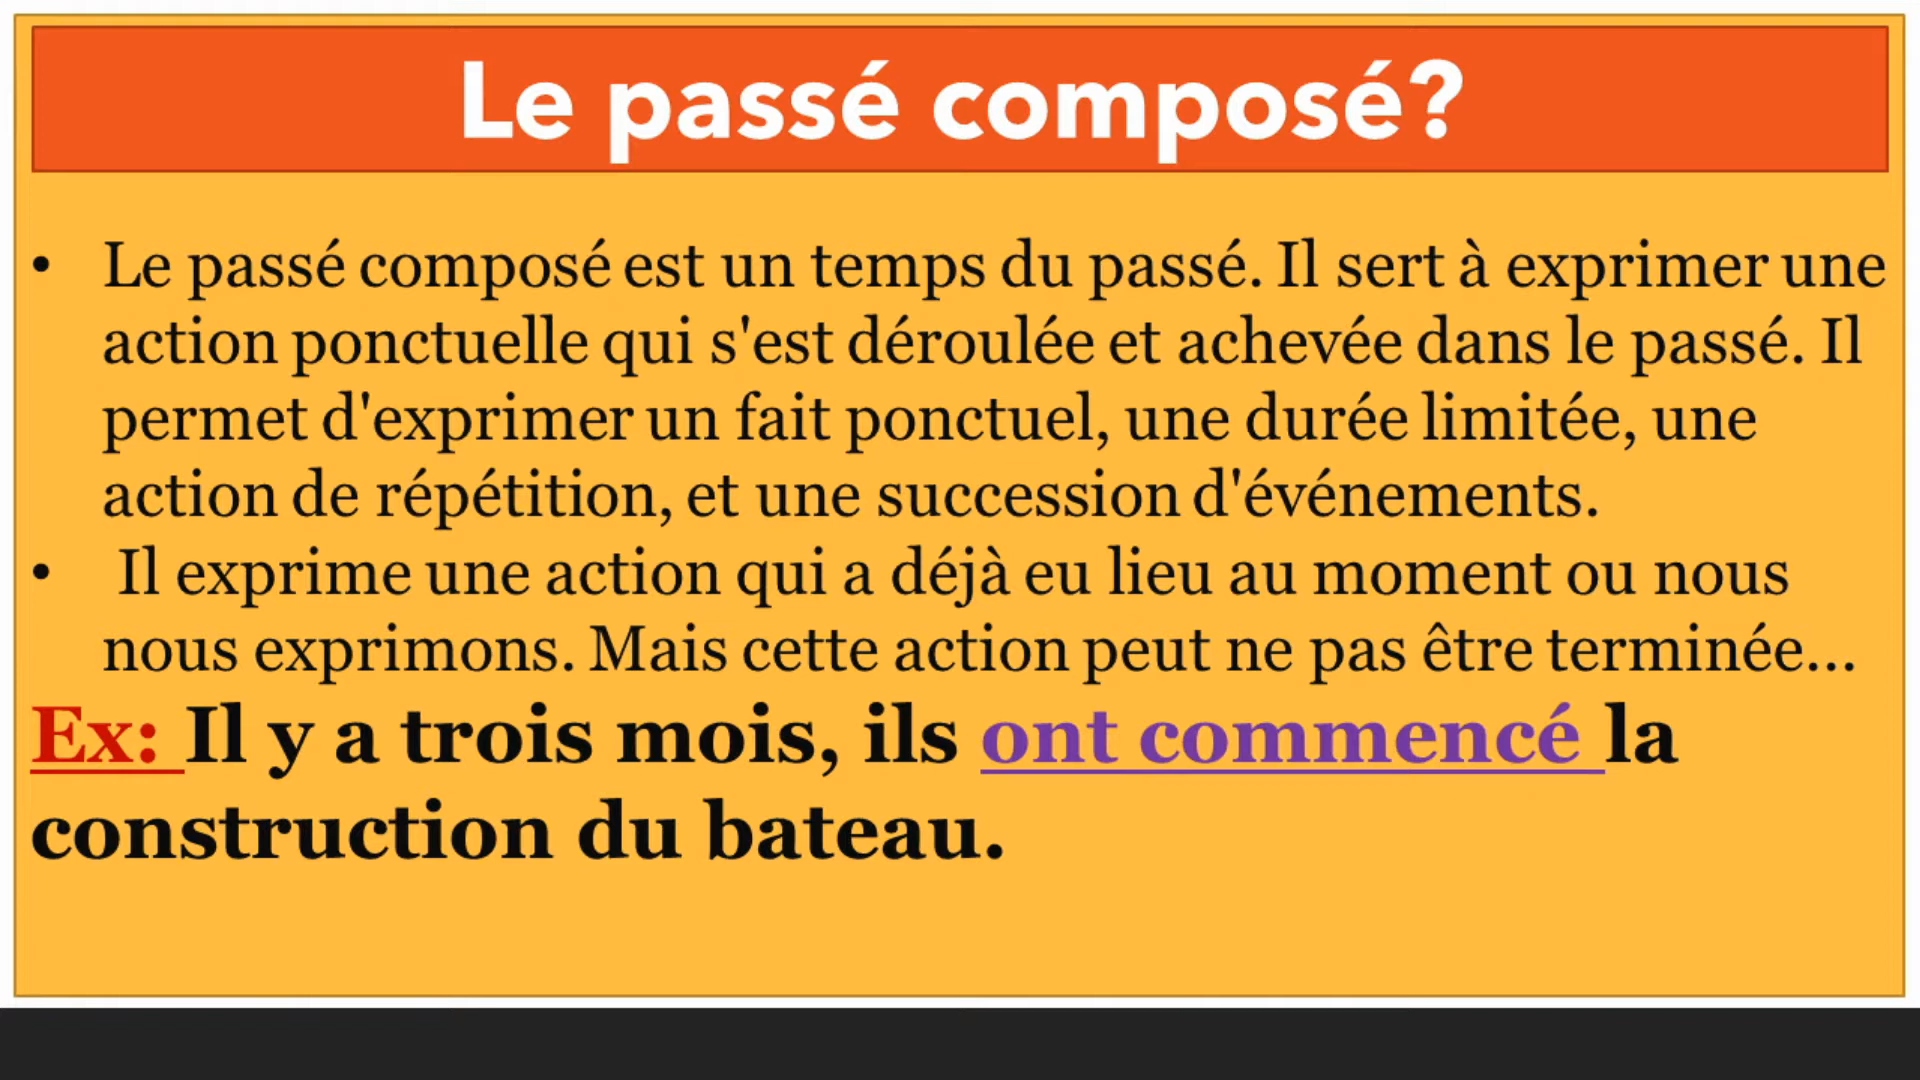 Le passé composé?
• Le passé composé est un temps du passé. Il sert à exprimer une
action ponctuelle qui s'est déroulée et achevée dans le passé. Il
permet d'exprimer un fait ponctuel, une durée limitée, une
action de répétition, et une succession d'événements.
• Il exprime une action qui a déjà eu lieu au moment ou nous
nous exprimons. Mais cette action peut ne pas être terminée...
Ex: Il y a trois mois, ils ont commencé la
construction du bateau.